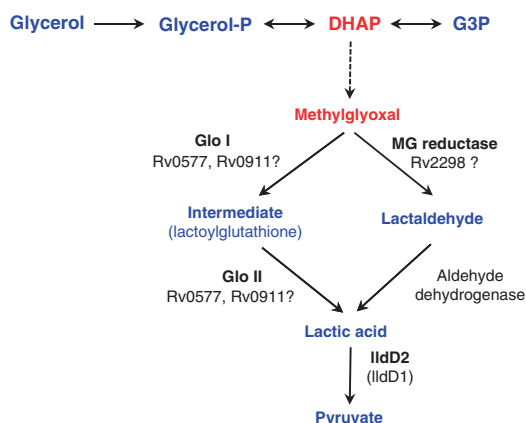 Glycerol Glycerol-P DHAP G3P
Methylglyoxal
Glo I
Rv0577, Rv0911?
MG reductase
Rv2298 ?
Intermediate
(lactoylglutathione)
Lactaldehyde
Glo II
Rv0577, Rv0911?
Aldehyde
dehydrogenase
Lactic acid
lldD2
(lldD1)
Pyruvate